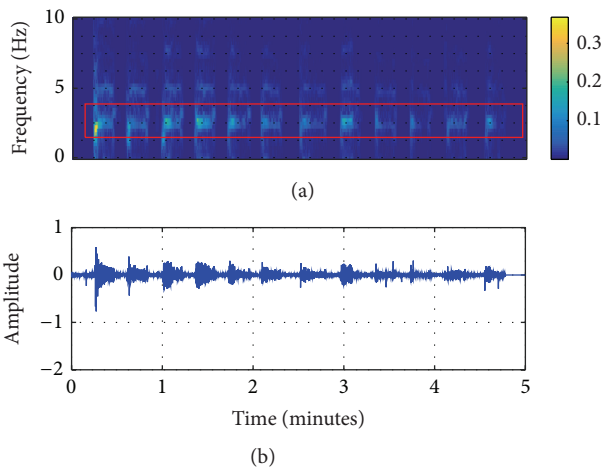 10
5
0
Frequency (Hz)
0.3
0.2
0.1
(a)
1
0
−1
−2
Amplitude
0 1 2 3 4 5
Time (minutes)
(b)